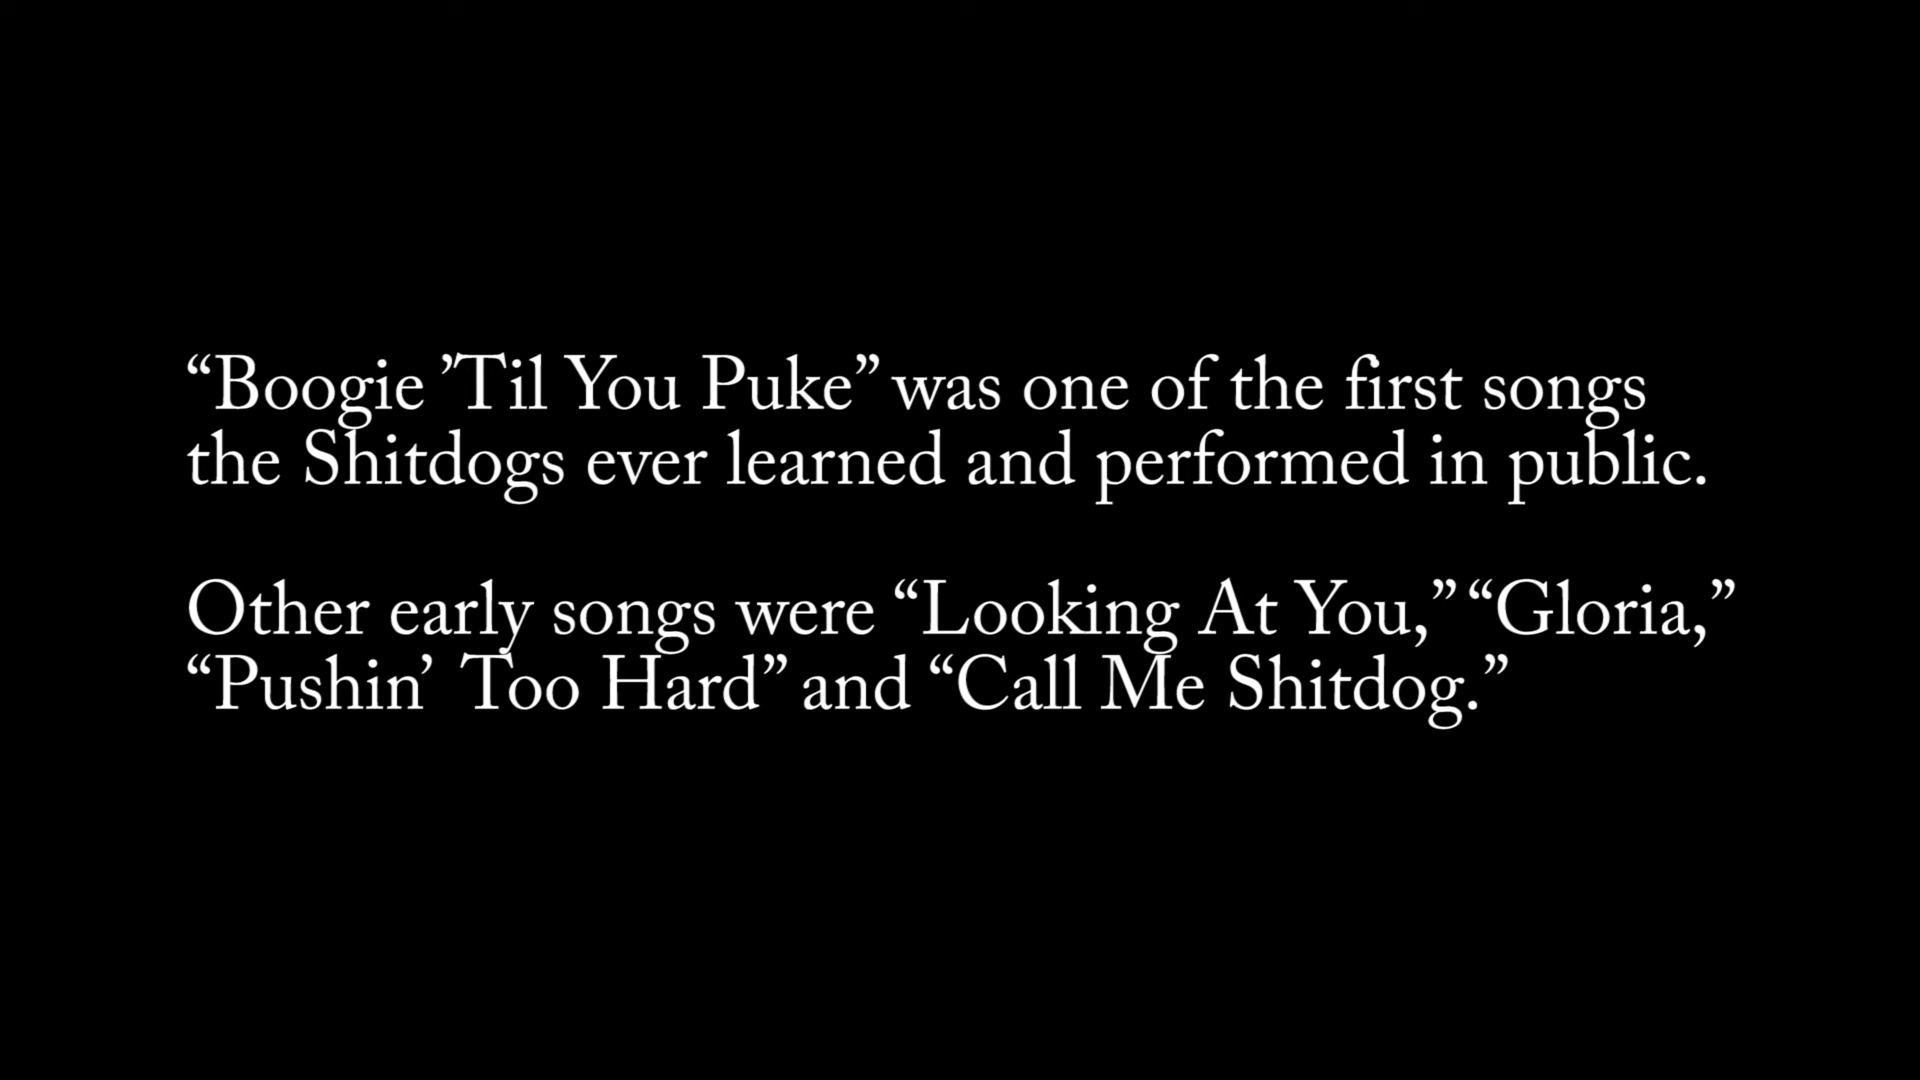 “Boogie ’Til You Puke” was one of the first songs
the Shitdogs ever learned and performed in public.
Other early songs were “Looking At You,” “Gloria,”
“Pushin’ Too Hard” and “Call Me Shitdog.”